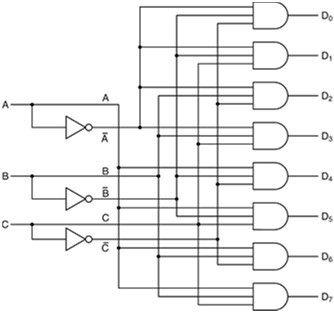 D₀
D₁
D₂
A A
Ā D₃
B B D₄
B̄
C C D₅
C̄ D₆
D₇